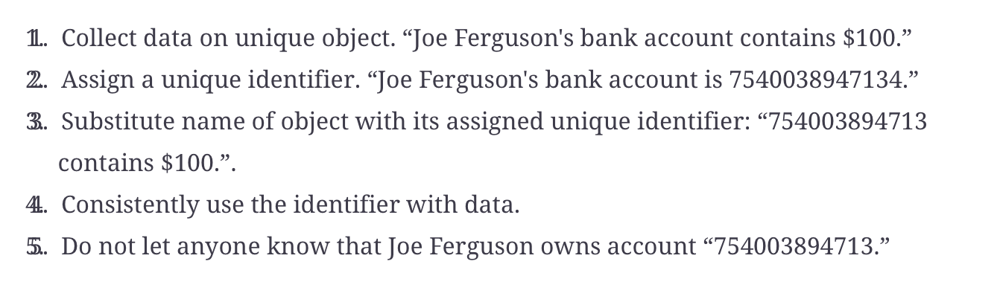 1. Collect data on unique object. “Joe Ferguson's bank account contains $100.”
2. Assign a unique identifier. “Joe Ferguson's bank account is 7540038947134.”
3. Substitute name of object with its assigned unique identifier: “754003894713
contains $100.”.
4. Consistently use the identifier with data.
5. Do not let anyone know that Joe Ferguson owns account “754003894713.”